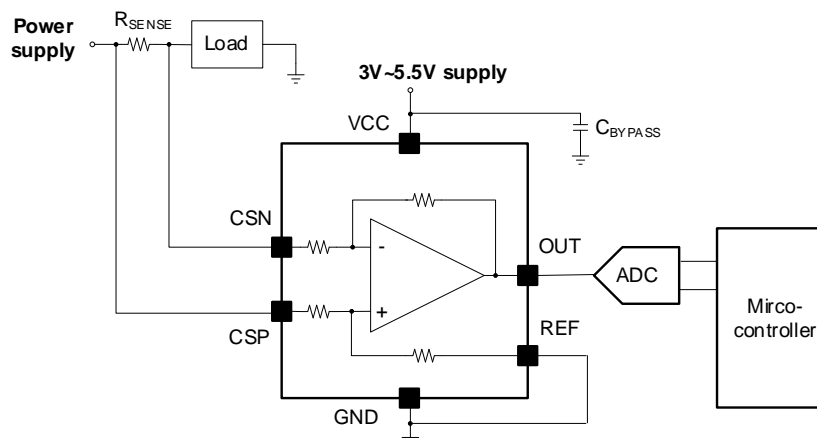 Power
supply
RSENSE
Load
3V~5.5V supply
VCC
CBYPASS
CSN
-
OUT
ADC
Mirco-
controller
+
CSP
REF
GND